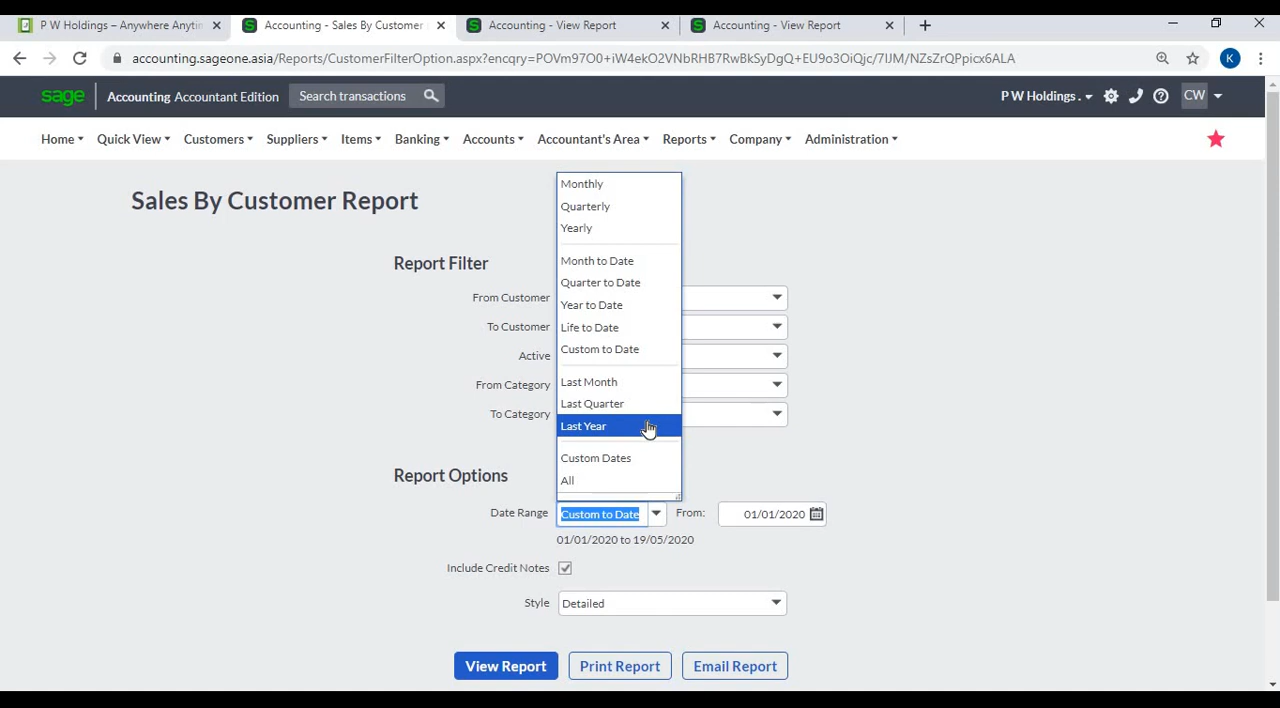 P W Holdings – Anywhere Anytim
Accounting - Sales By Customer
Accounting - View Report
Accounting - View Report
accounting.sageone.asia/Reports/CustomerFilterOption.aspx?encqry=POVm97O0+iW4ekO2VNbRHB7RwBkSyDgQ+EU9o3OiQjc/7IJM/NZsZrQPpicx6ALA
K
sage Accounting Accountant Edition
Search transactions
P W Holdings .
CW
Home Quick View Customers Suppliers Items Banking Accounts Accountant's Area Reports Company Administration
Sales By Customer Report
Monthly
Quarterly
Yearly
Month to Date
Quarter to Date
Year to Date
Life to Date
Custom to Date
Last Month
Last Quarter
Last Year
Custom Dates
All
Report Filter
From Customer
To Customer
Active
From Category
To Category
Report Options
Date Range Custom to Date From: 01/01/2020
01/01/2020 to 19/05/2020
Include Credit Notes
Style Detailed
View Report Print Report Email Report